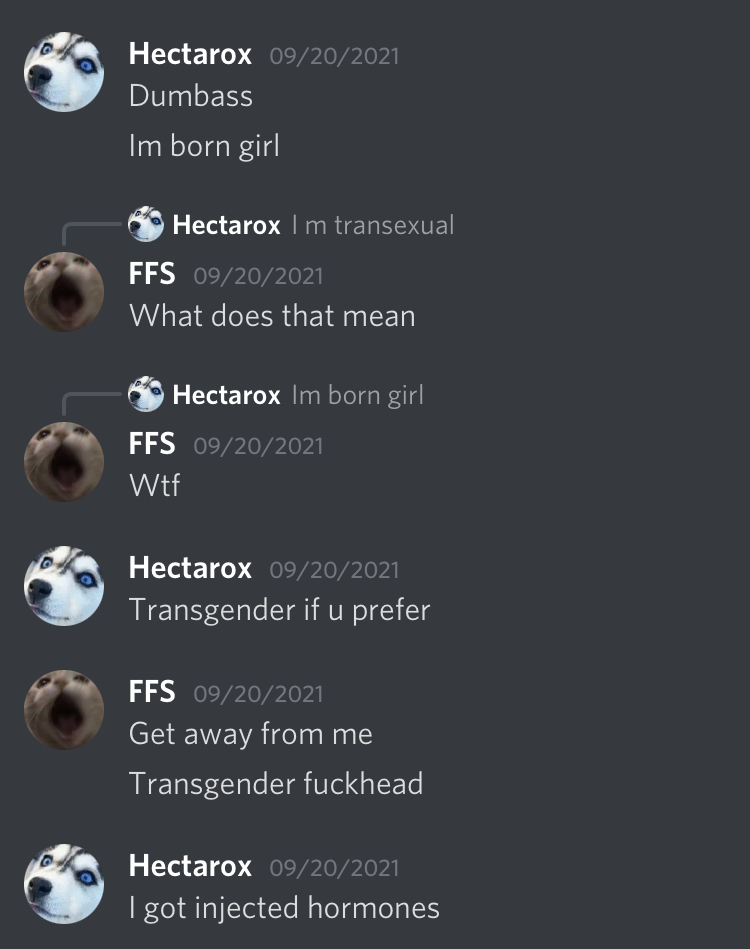 Hectarox 09/20/2021
Dumbass
Im born girl
Hectarox I m transexual
FFS 09/20/2021
What does that mean
Hectarox Im born girl
FFS 09/20/2021
Wtf
Hectarox 09/20/2021
Transgender if u prefer
FFS 09/20/2021
Get away from me
Transgender fuckhead
Hectarox 09/20/2021
I got injected hormones